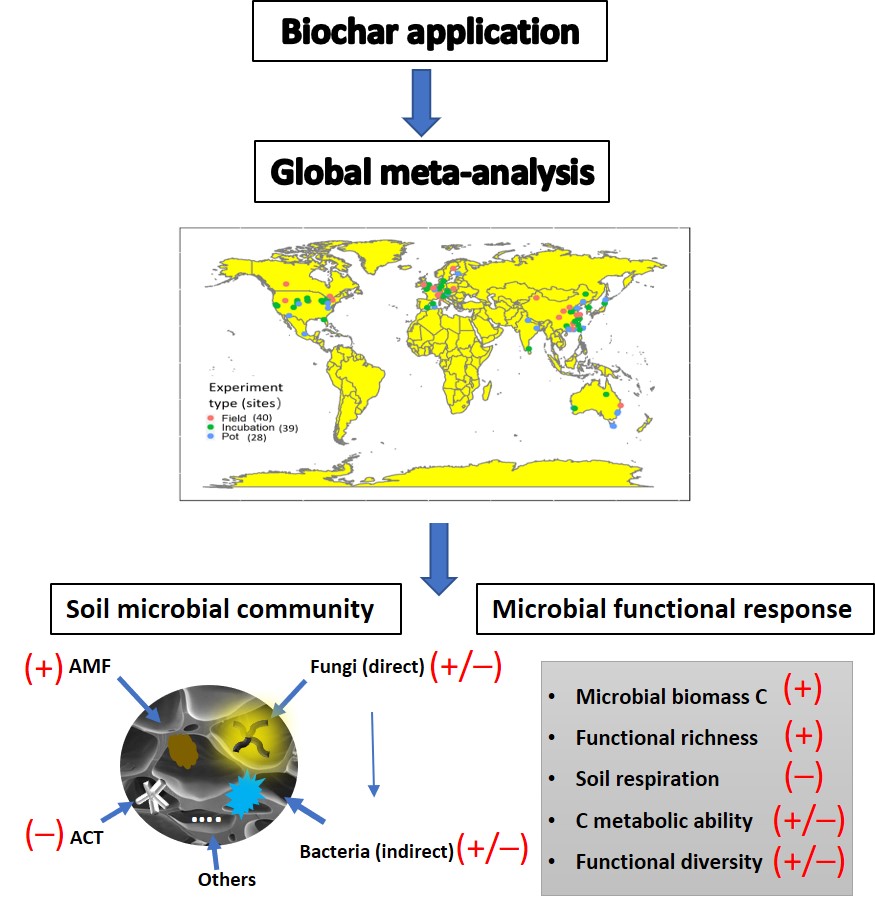 Biochar application
Global meta-analysis
Experiment
type (sites)
Field (40)
Incubation (39)
Pot (28)
Soil microbial community
Microbial functional response
(+) AMF
Fungi (direct) (+/−)
(−) ACT
Bacteria (indirect) (+/−)
Others
• Microbial biomass C (+)
• Functional richness (+)
• Soil respiration (−)
• C metabolic ability (+/−)
• Functional diversity (+/−)